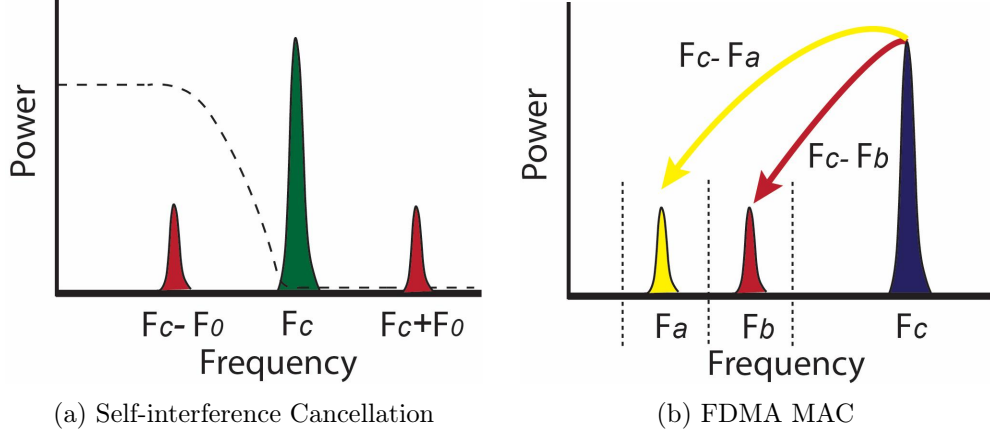 Power
Fc- F0
Fc
Fc+F0
Frequency
(a) Self-interference Cancellation
Power
Fc- Fa
Fc- Fb
Fa
Fb
Fc
Frequency
(b) FDMA MAC